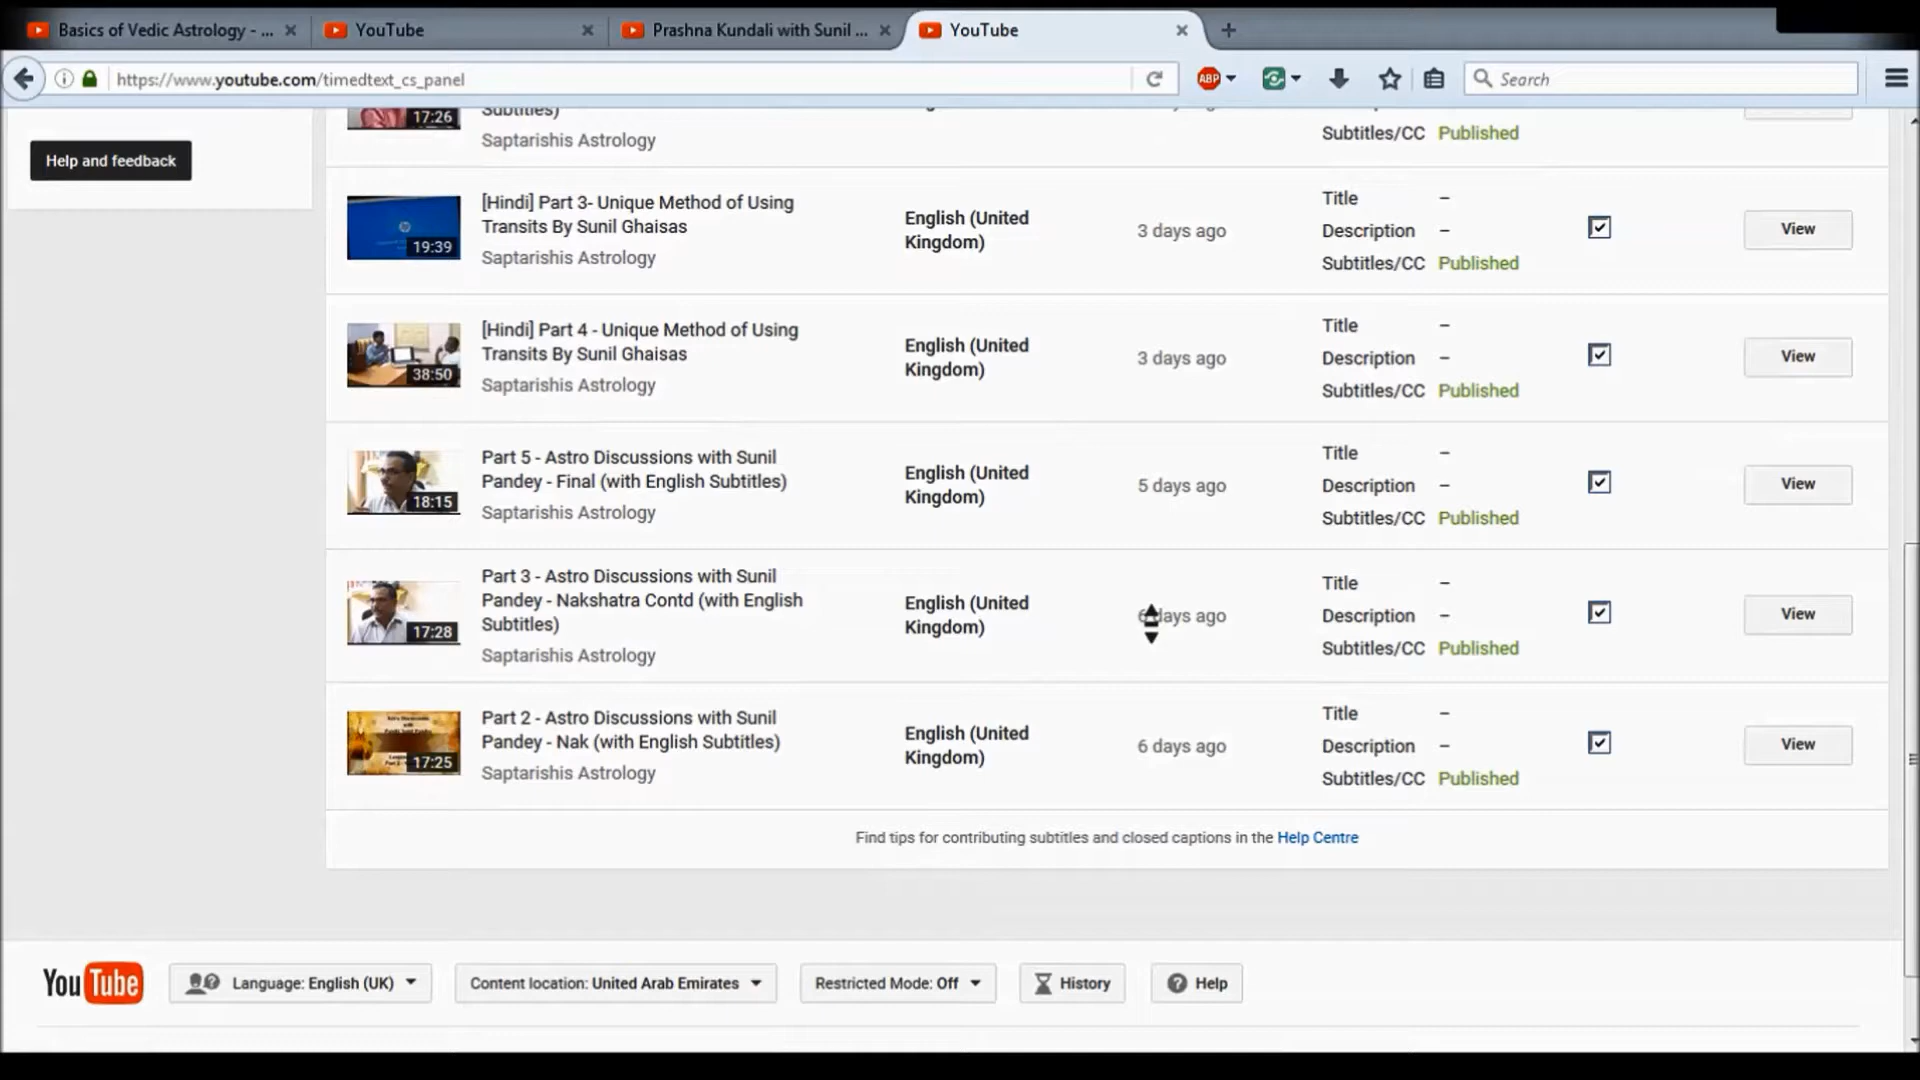 Basics of Vedic Astrology - ...
YouTube
Prashna Kundali with Sunil ...
YouTube
https://www.youtube.com/timedtext_cs_panel
ABP
Search
Help and feedback
17:26
Subtitles)
Saptarishis Astrology
Subtitles/CC Published
19:39
[Hindi] Part 3- Unique Method of Using
Transits By Sunil Ghaisas
Saptarishis Astrology
English (United
Kingdom)
3 days ago
Title –
Description –
Subtitles/CC Published
View
38:50
[Hindi] Part 4 - Unique Method of Using
Transits By Sunil Ghaisas
Saptarishis Astrology
English (United
Kingdom)
3 days ago
Title –
Description –
Subtitles/CC Published
View
18:15
Part 5 - Astro Discussions with Sunil
Pandey - Final (with English Subtitles)
Saptarishis Astrology
English (United
Kingdom)
5 days ago
Title –
Description –
Subtitles/CC Published
View
17:28
Part 3 - Astro Discussions with Sunil
Pandey - Nakshatra Contd (with English
Subtitles)
Saptarishis Astrology
English (United
Kingdom)
6 days ago
Title –
Description –
Subtitles/CC Published
View
17:25
Part 2 - Astro Discussions with Sunil
Pandey - Nak (with English Subtitles)
Saptarishis Astrology
English (United
Kingdom)
6 days ago
Title –
Description –
Subtitles/CC Published
View
Find tips for contributing subtitles and closed captions in the Help Centre
YouTube
Language: English (UK)
Content location: United Arab Emirates
Restricted Mode: Off
History
Help